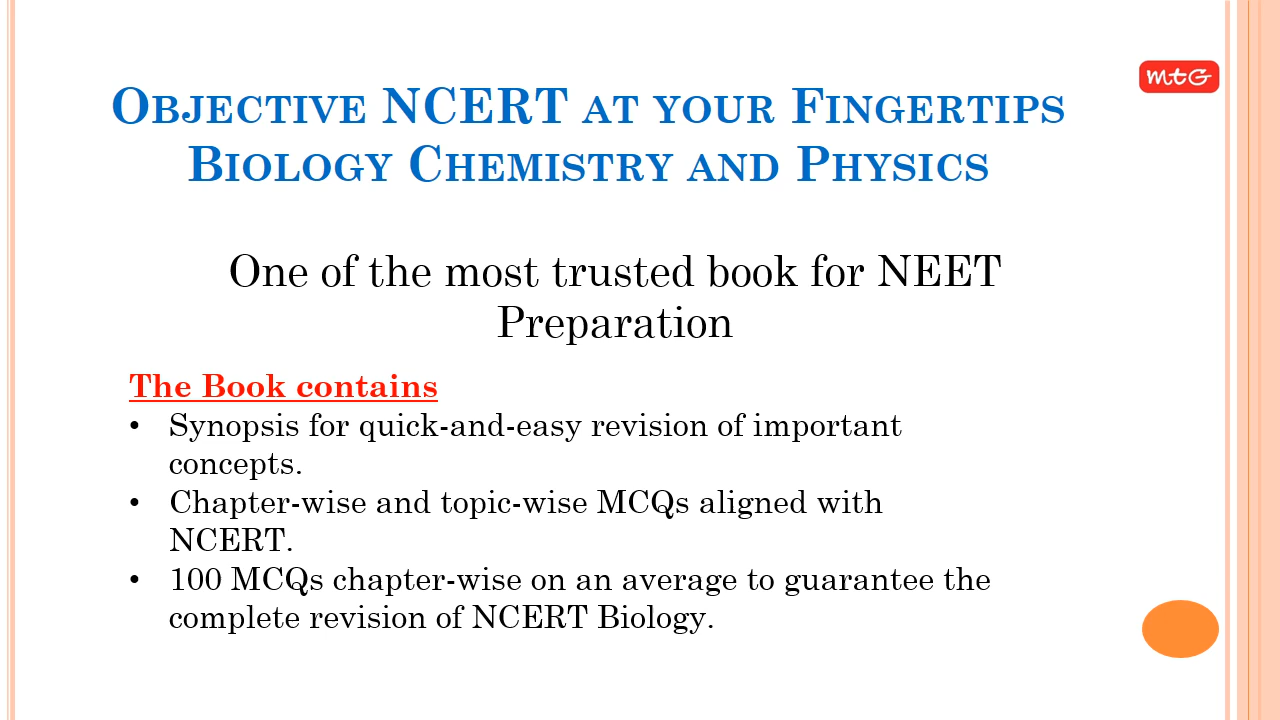 OBJECTIVE NCERT AT YOUR FINGERTIPS
BIOLOGY CHEMISTRY AND PHYSICS
mtG
One of the most trusted book for NEET
Preparation
The Book contains
• Synopsis for quick-and-easy revision of important
concepts.
• Chapter-wise and topic-wise MCQs aligned with
NCERT.
• 100 MCQs chapter-wise on an average to guarantee the
complete revision of NCERT Biology.